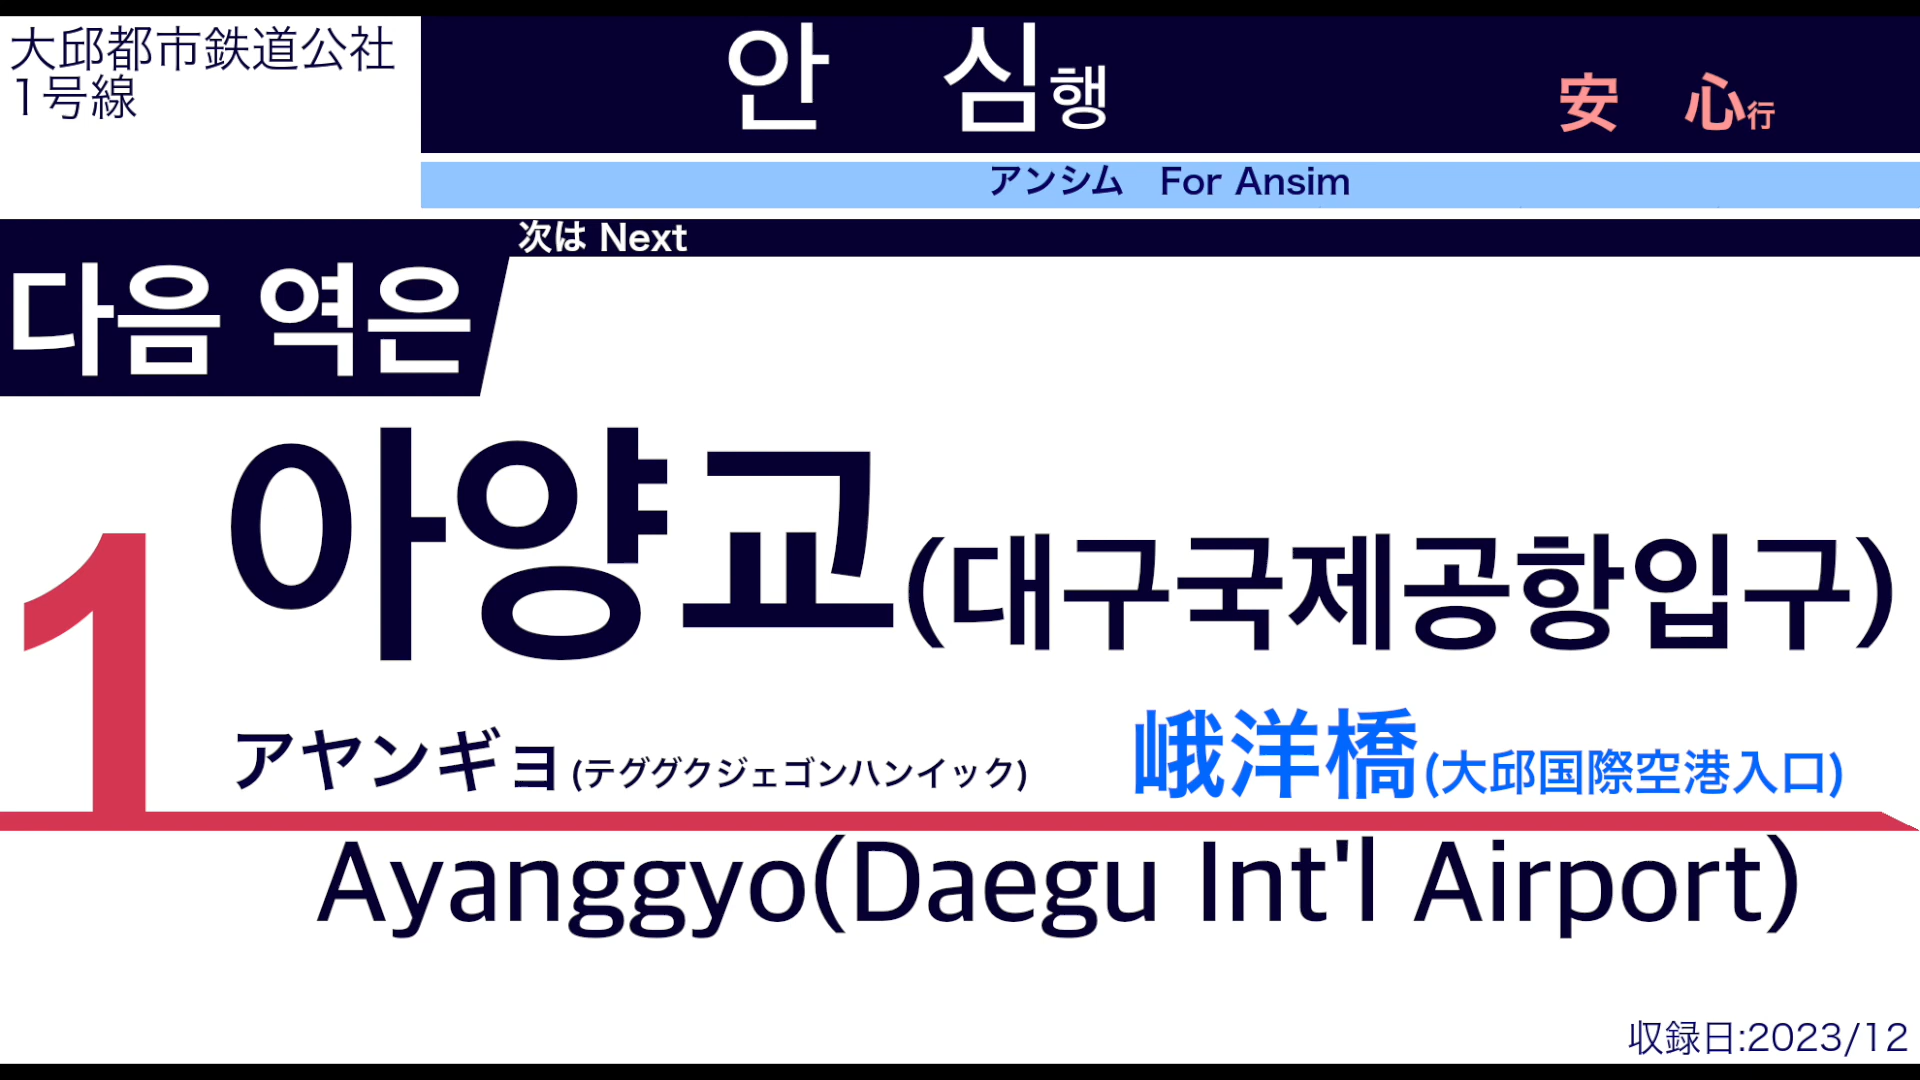 大邱都市鉄道公社
1号線
안 심행 安 心行
アンシム For Ansim
次は Next
다음 역은
1
아양교(대구국제공항입구)
アヤンギョ(テググクジェゴンハンイック) 峨洋橋(大邱国際空港入口)
Ayanggyo(Daegu Int'l Airport)
収録日:2023/12